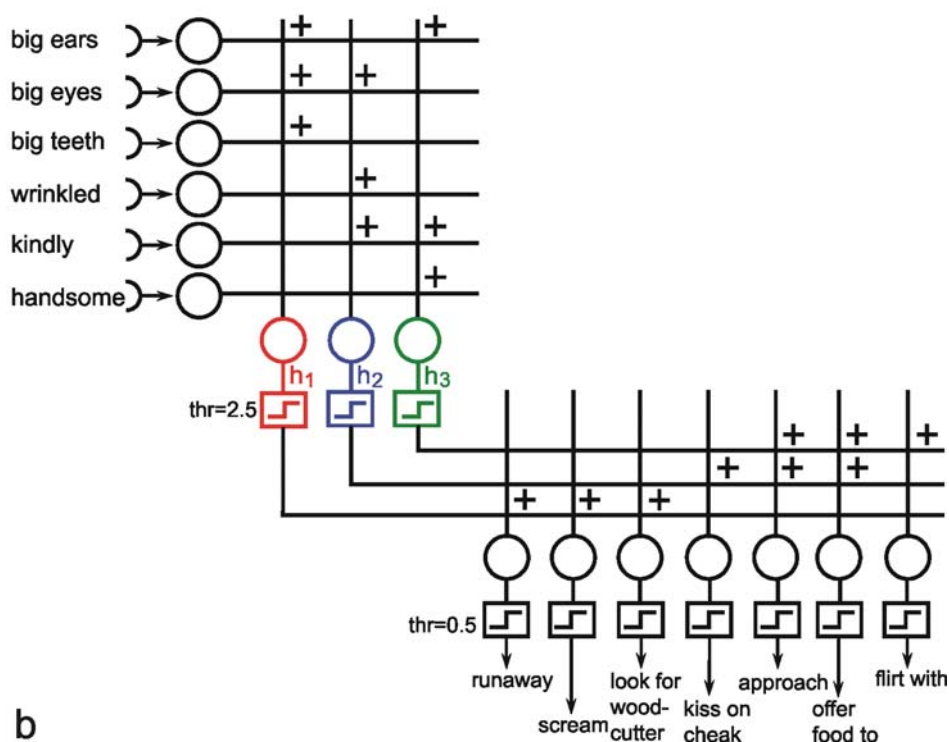 big ears
+ +
big eyes
+ +
big teeth
+
wrinkled
+
kindly
+ +
handsome
+
h1 h2 h3
thr=2.5
+ + +
+ + +
+ + +
thr=0.5
runaway
scream
look for
wood-
cutter
kiss on
cheak
approach
offer
food to
flirt with
b